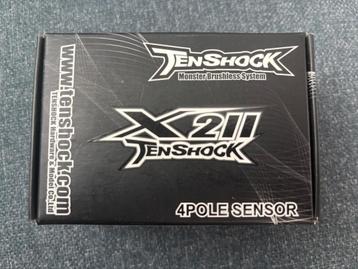 TENSHOCK
Monster Brushless System
X211
TENSHOCK
4POLE SENSOR
www.tenshock.com
TENSHOCK Hardware & Model Co.,Ltd